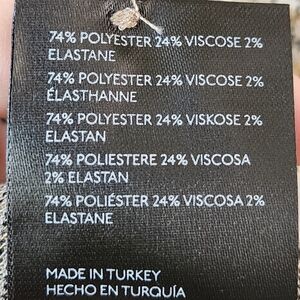 74% POLYESTER 24% VISCOSE 2%
ELASTANE
74% POLYESTER 24% VISCOSE 2%
ÉLASTHANNE
74% POLYESTER 24% VISKOSE 2%
ELASTAN
74% POLIESTERE 24% VISCOSA
2% ELASTAN
74% POLIÉSTER 24% VISCOSA 2%
ELASTANE
MADE IN TURKEY
HECHO EN TURQUÍA